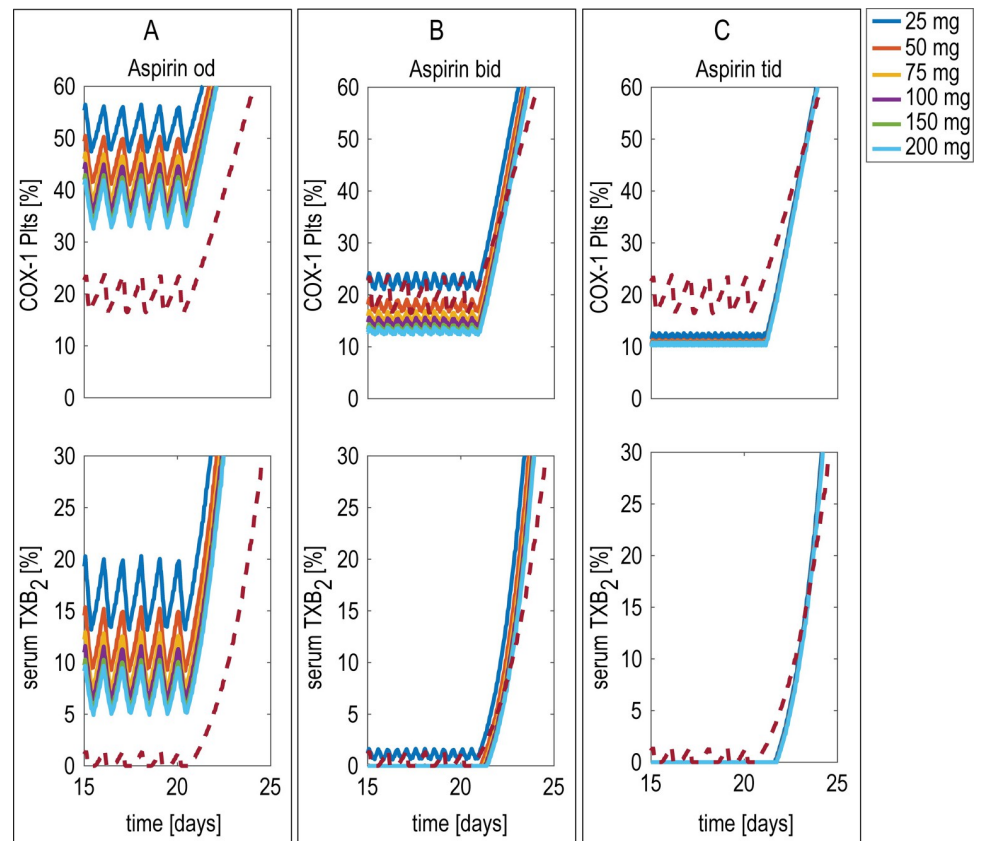 A
Aspirin od
COX-1 Plts [%]
60
50
40
30
20
10
0
serum TXB2 [%]
30
25
20
15
10
5
0
15 20 25
time [days]
B
Aspirin bid
COX-1 Plts [%]
60
50
40
30
20
10
0
serum TXB2 [%]
30
25
20
15
10
5
0
15 20 25
time [days]
C
Aspirin tid
COX-1 Plts [%]
60
50
40
30
20
10
0
serum TXB2 [%]
30
25
20
15
10
5
0
15 20 25
time [days]
25 mg
50 mg
75 mg
100 mg
150 mg
200 mg